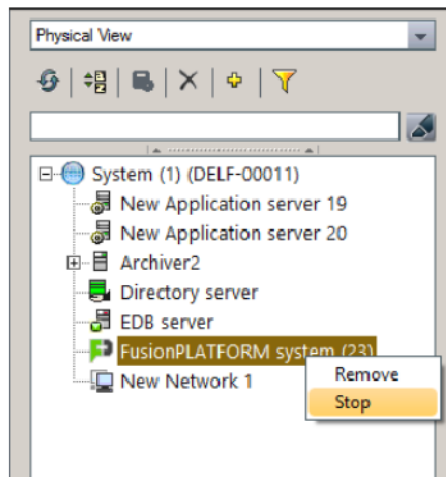 Physical View
System (1) (DELF-00011)
New Application server 19
New Application server 20
Archiver2
Directory server
EDB server
FusionPLATFORM system (23)
New Network 1
Remove
Stop